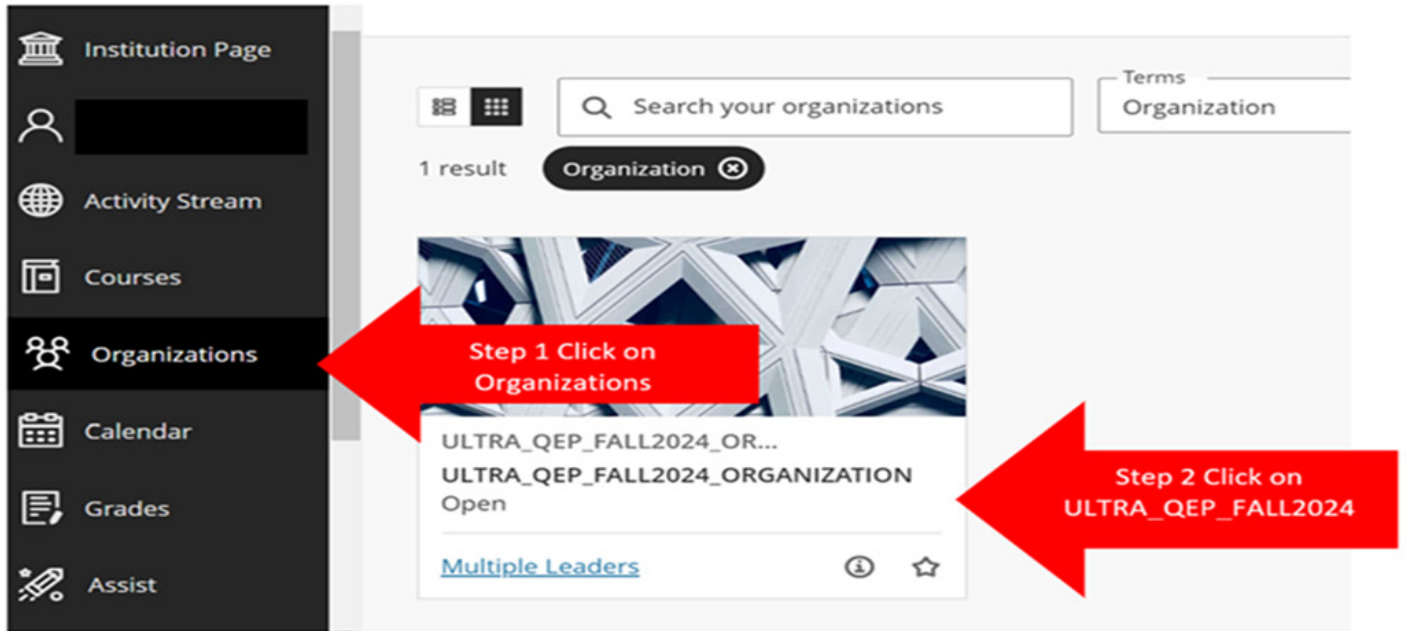 Institution Page
Activity Stream
Courses
Organizations
Calendar
Grades
Assist
Search your organizations
Terms
Organization
1 result
Organization
Step 1 Click on
Organizations
ULTRA_QEP_FALL2024_OR...
ULTRA_QEP_FALL2024_ORGANIZATION
Open
Multiple Leaders
Step 2 Click on
ULTRA_QEP_FALL2024